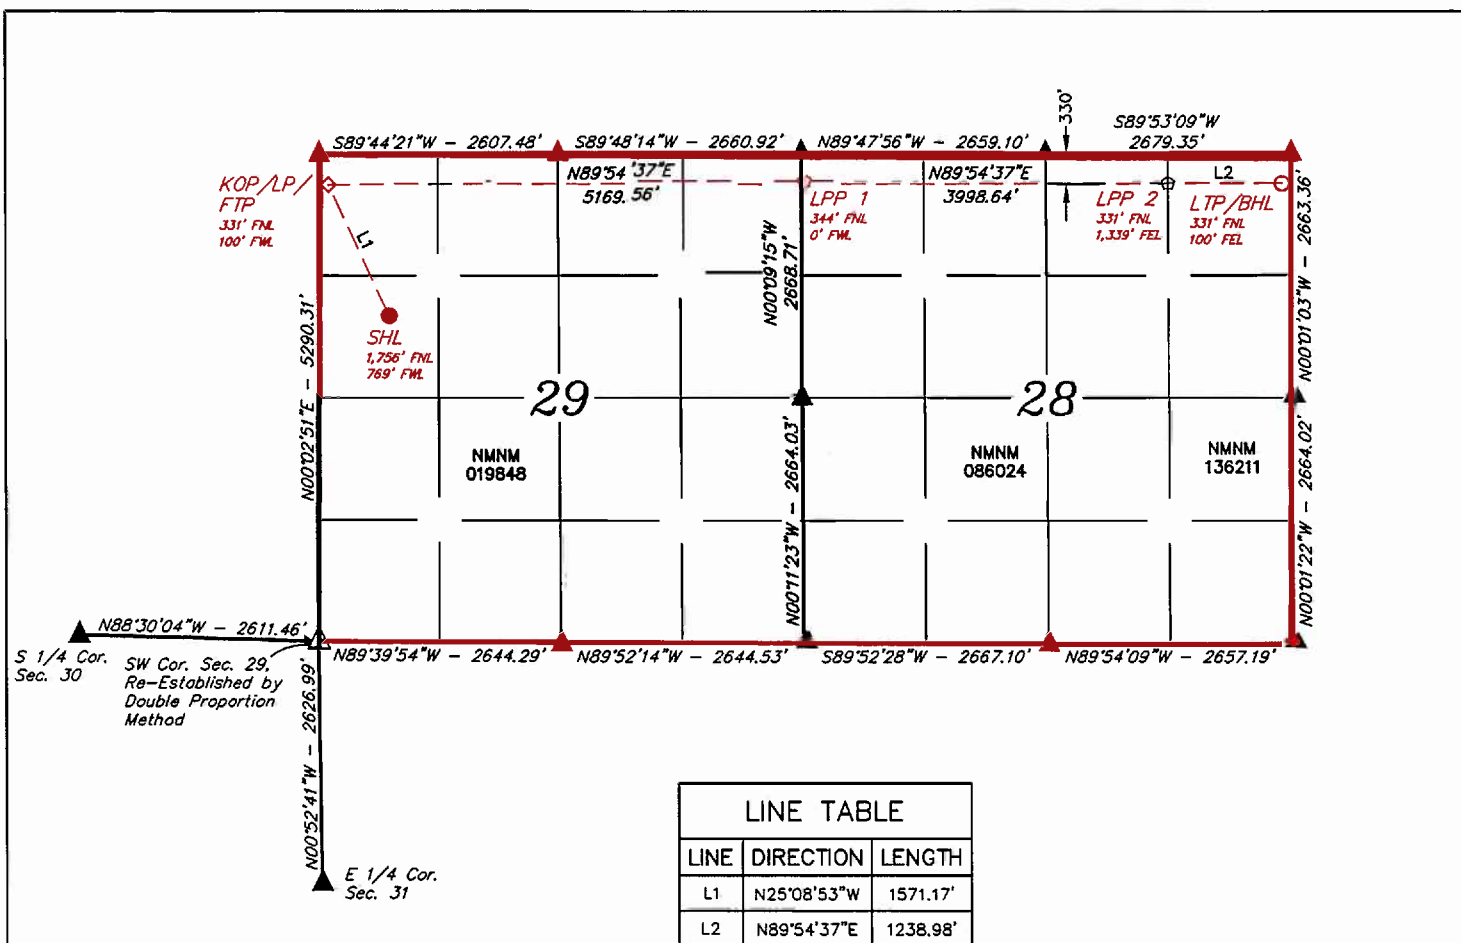 330'
S89°53'09"W
2679.35'
S89°44'21"W - 2607.48'
S89°48'14"W - 2660.92'
N89°47'56"W - 2659.10'
KOP/LP/
FTP
331' FNL
100' FWL
N89°54'37"E
5169.56'
N89°54'37"E
3998.64'
L2
L1
LPP 1
344' FNL
0' FWL
LPP 2
331' FNL
1,339' FEL
LTP/BHL
331' FNL
100' FEL
N00°09'15"W
2668.71'
N00°01'03"W - 2663.36'
N00°02'51"E - 5290.31'
SHL
1,756' FNL
769' FWL
29
28
NMNM
019848
NMNM
086024
NMNM
136211
N00°11'23"W - 2664.03'
N00°01'22"W - 2664.02'
N88°30'04"W - 2611.46'
S 1/4 Cor.
Sec. 30
SW Cor. Sec. 29,
Re-Established by
Double Proportion
Method
N89°39'54"W - 2644.29'
N89°52'14"W - 2644.53'
S89°52'28"W - 2667.10'
N89°54'09"W - 2657.19'
N00°52'41"W - 2626.99'
E 1/4 Cor.
Sec. 31
LINE TABLE
LINE DIRECTION LENGTH
L1 N25°08'53"W 1571.17'
L2 N89°54'37"E 1238.98'